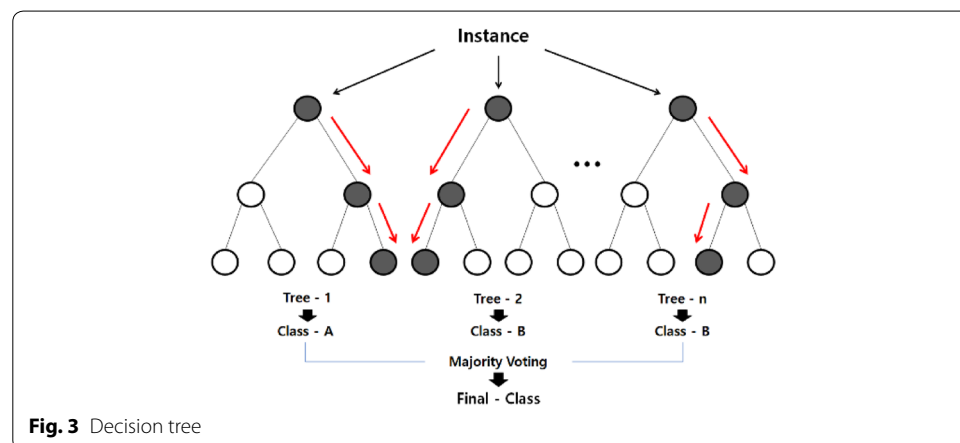 Instance
...
Tree - 1 Tree - 2 Tree - n
Class - A Class - B Class - B
Majority Voting
Final - Class
Fig. 3 Decision tree